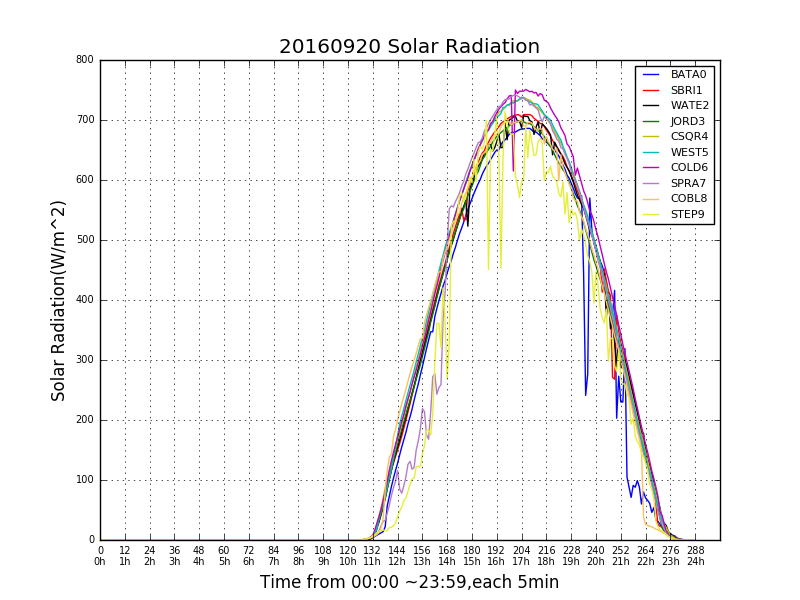 20160920 Solar Radiation
Solar Radiation(W/m^2)
800
700
600
500
400
300
200
100
0
BATA0
SBRI1
WATE2
JORD3
CSQR4
WEST5
COLD6
SPRA7
COBL8
STEP9
0 12 24 36 48 60 72 84 96 108 120 132 144 156 168 180 192 204 216 228 240 252 264 276 288
0h 1h 2h 3h 4h 5h 6h 7h 8h 9h 10h 11h 12h 13h 14h 15h 16h 17h 18h 19h 20h 21h 22h 23h 24h
Time from 00:00 ~23:59,each 5min